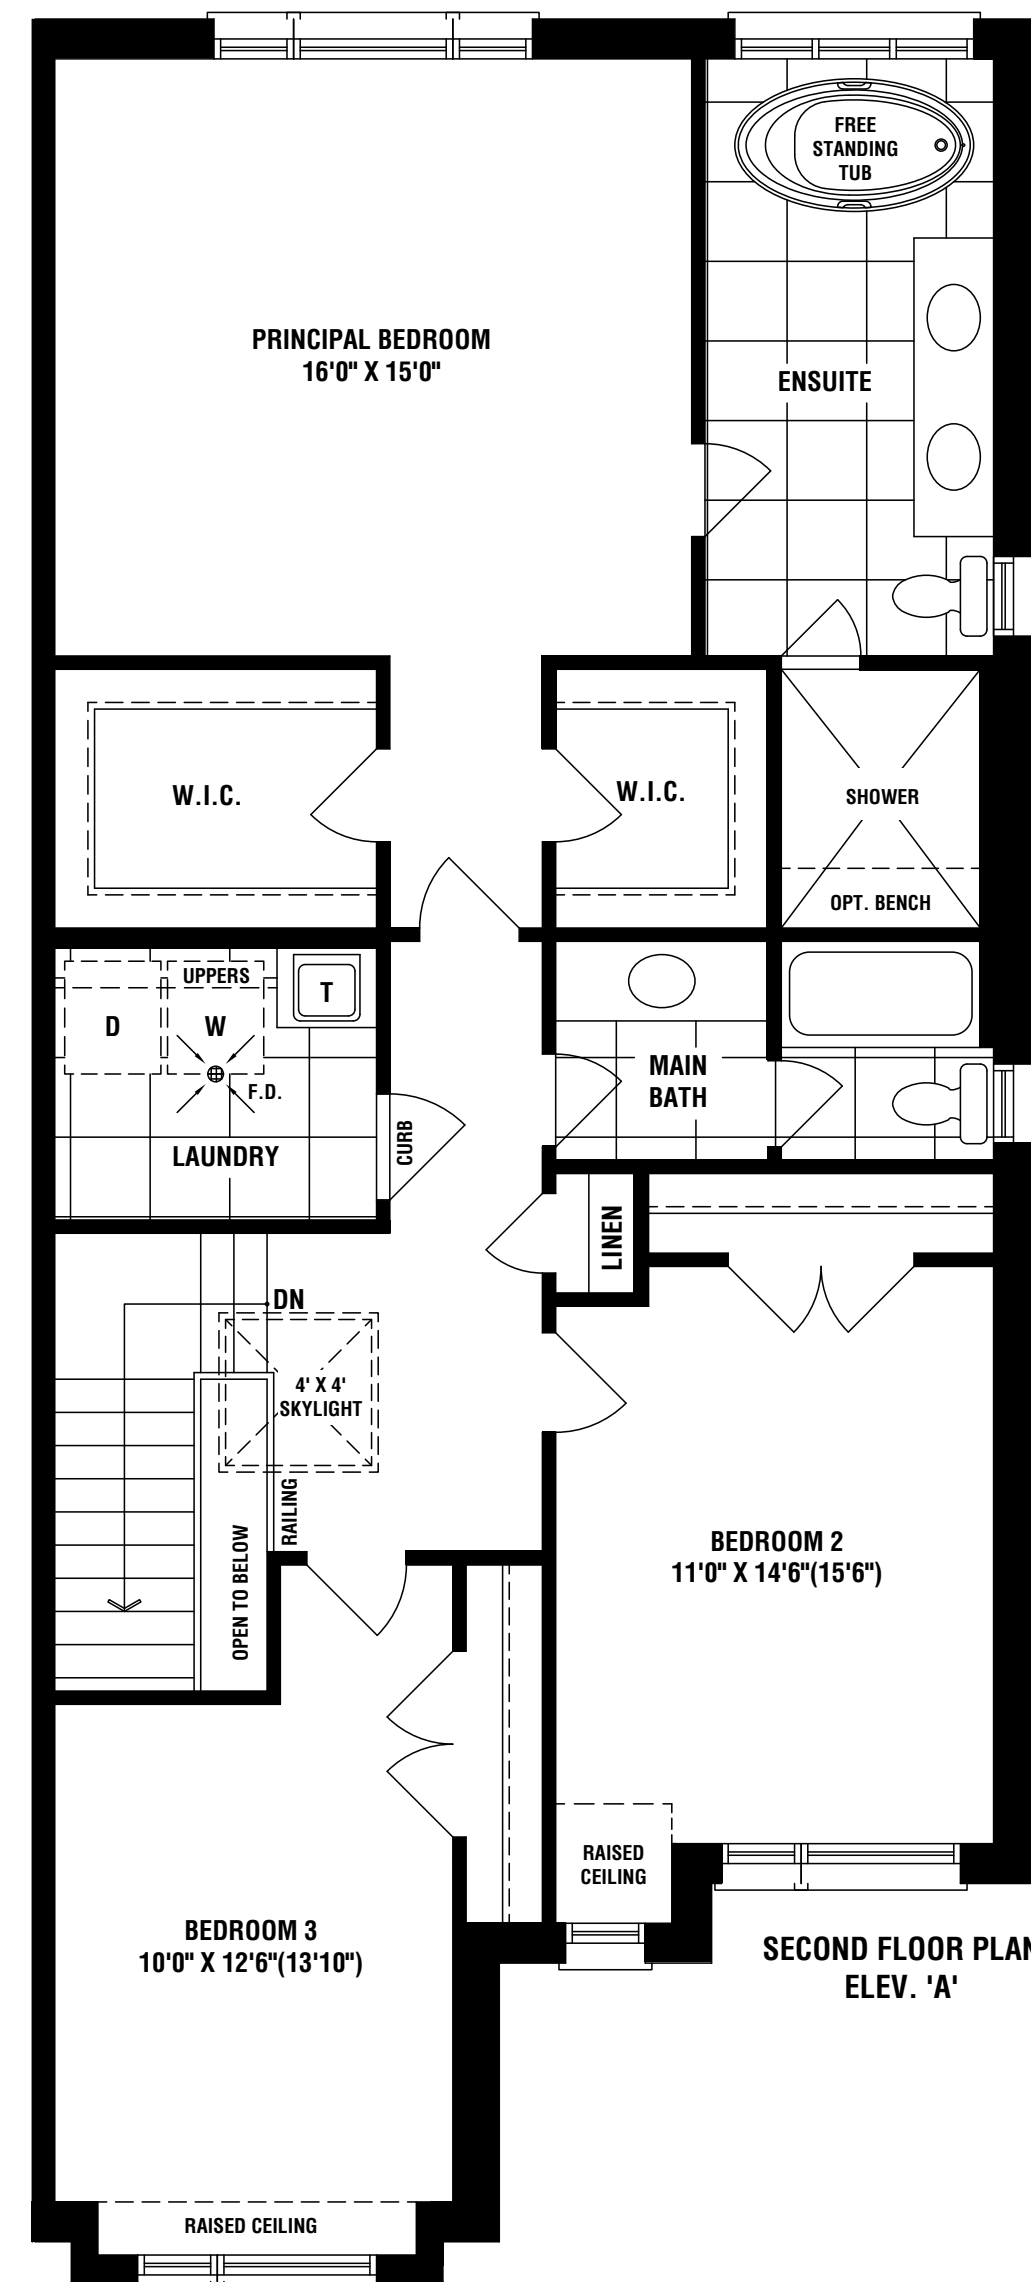 FREE
STANDING
TUB
PRINCIPAL BEDROOM
16'0" X 15'0"
ENSUITE
W.I.C.
W.I.C.
SHOWER
OPT. BENCH
UPPERS
T
D
W
F.D.
LAUNDRY
CURB
MAIN
BATH
LINEN
DN
4' X 4'
SKYLIGHT
RAILING
OPEN TO BELOW
BEDROOM 2
11'0" X 14'6"(15'6")
RAISED
CEILING
BEDROOM 3
10'0" X 12'6"(13'10")
SECOND FLOOR PLAN
ELEV. 'A'
RAISED CEILING